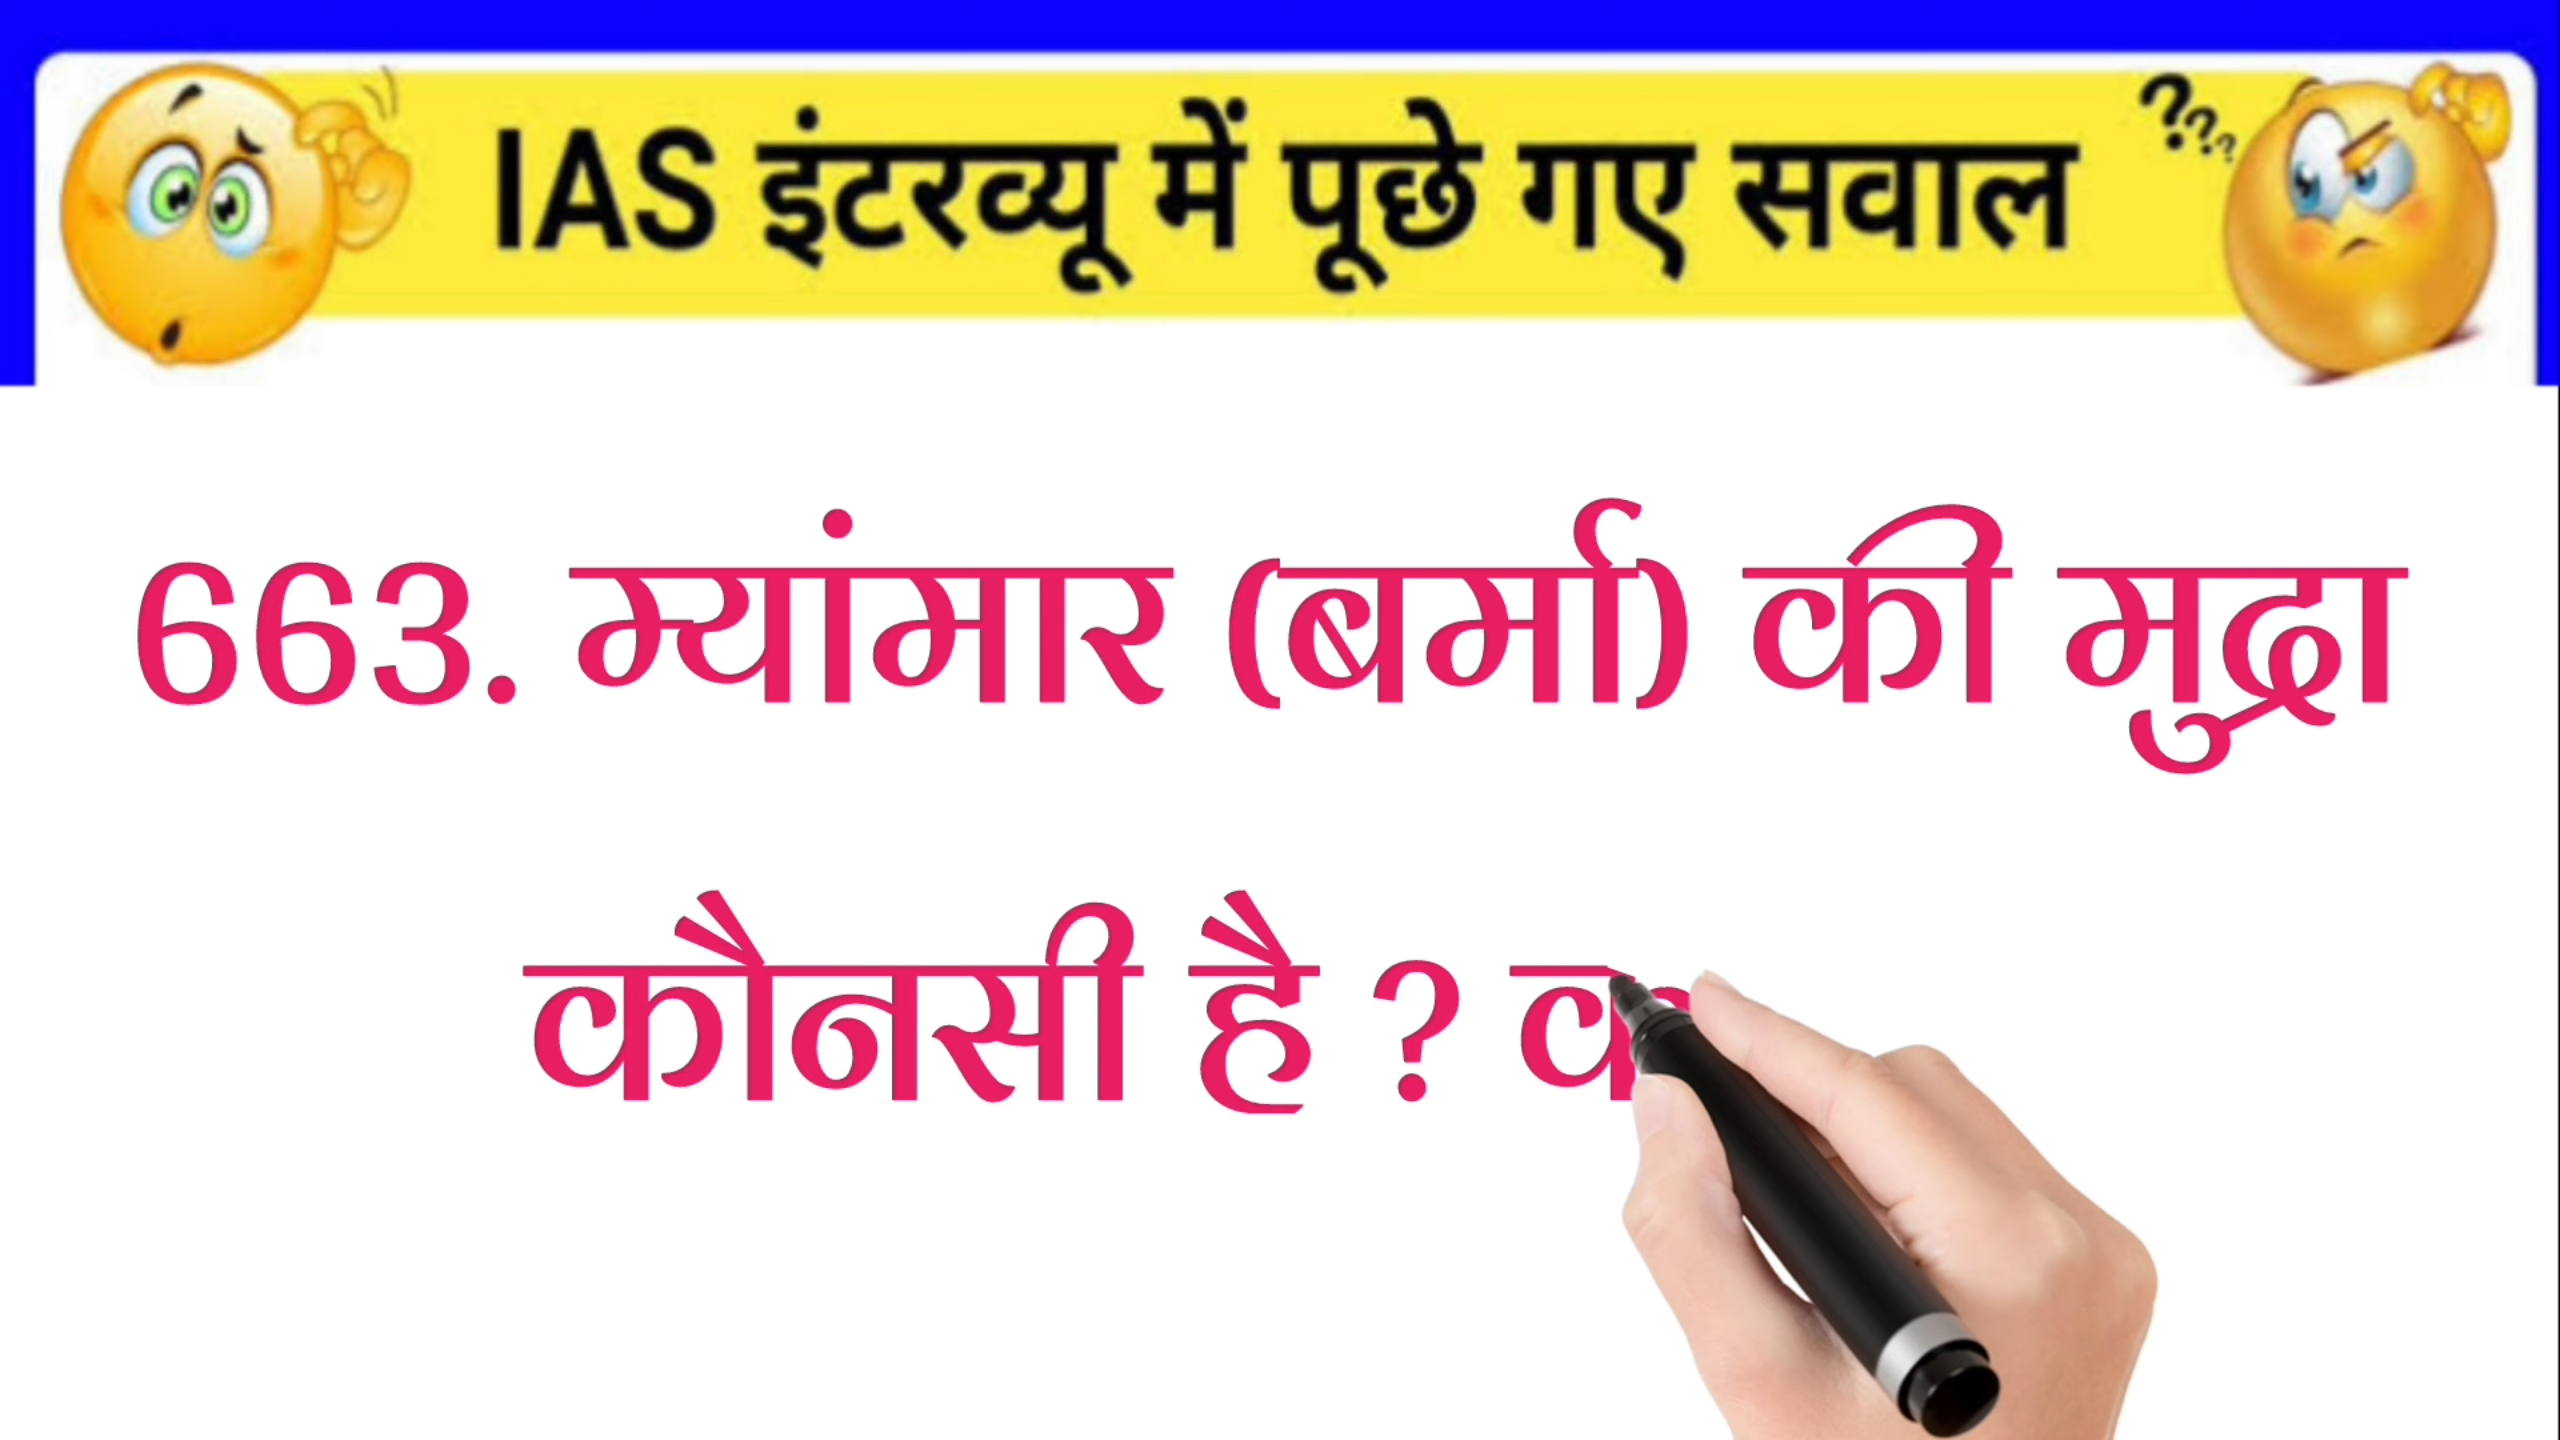 IAS इंटरव्यू में पूछे गए सवाल
???
663. म्यांमार (बर्मा) की मुद्रा
कौनसी है ?